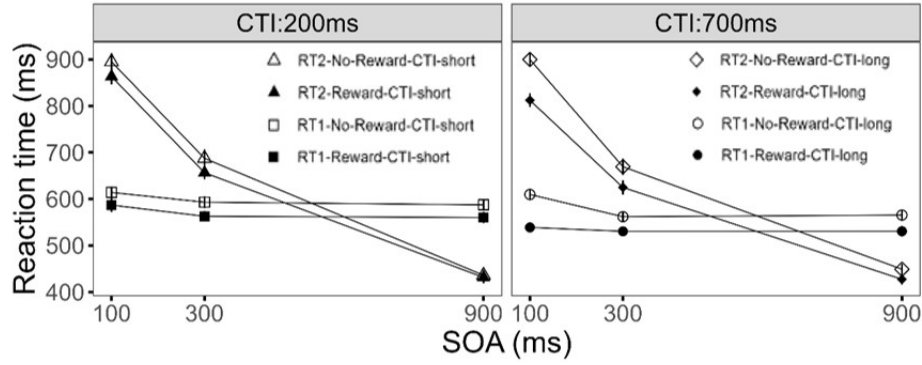 CTI:200ms
CTI:700ms
Reaction time (ms)
900
800
700
600
500
400
RT2-No-Reward-CTI-short
RT2-Reward-CTI-short
RT1-No-Reward-CTI-short
RT1-Reward-CTI-short
RT2-No-Reward-CTI-long
RT2-Reward-CTI-long
RT1-No-Reward-CTI-long
RT1-Reward-CTI-long
100 300 900 100 300 900
SOA (ms)